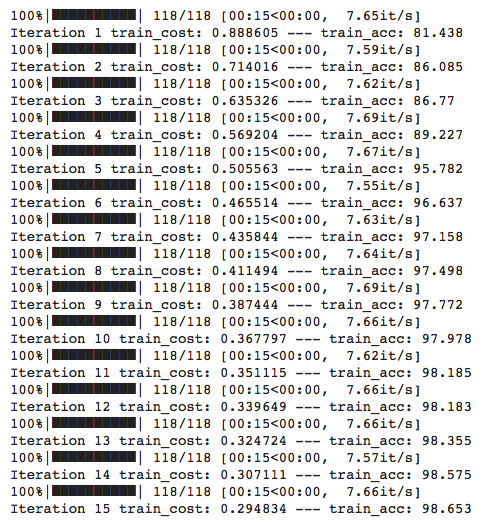 100%|██████████| 118/118 [00:15<00:00,  7.65it/s]
Iteration 1 train_cost: 0.888605 --- train_acc: 81.438
100%|██████████| 118/118 [00:15<00:00,  7.59it/s]
Iteration 2 train_cost: 0.714016 --- train_acc: 86.085
100%|██████████| 118/118 [00:15<00:00,  7.62it/s]
Iteration 3 train_cost: 0.635326 --- train_acc: 86.77
100%|██████████| 118/118 [00:15<00:00,  7.69it/s]
Iteration 4 train_cost: 0.569204 --- train_acc: 89.227
100%|██████████| 118/118 [00:15<00:00,  7.67it/s]
Iteration 5 train_cost: 0.505563 --- train_acc: 95.782
100%|██████████| 118/118 [00:15<00:00,  7.55it/s]
Iteration 6 train_cost: 0.465514 --- train_acc: 96.637
100%|██████████| 118/118 [00:15<00:00,  7.63it/s]
Iteration 7 train_cost: 0.435844 --- train_acc: 97.158
100%|██████████| 118/118 [00:15<00:00,  7.64it/s]
Iteration 8 train_cost: 0.411494 --- train_acc: 97.498
100%|██████████| 118/118 [00:15<00:00,  7.69it/s]
Iteration 9 train_cost: 0.387444 --- train_acc: 97.772
100%|██████████| 118/118 [00:15<00:00,  7.66it/s]
Iteration 10 train_cost: 0.367797 --- train_acc: 97.978
100%|██████████| 118/118 [00:15<00:00,  7.62it/s]
Iteration 11 train_cost: 0.351115 --- train_acc: 98.185
100%|██████████| 118/118 [00:15<00:00,  7.66it/s]
Iteration 12 train_cost: 0.339649 --- train_acc: 98.183
100%|██████████| 118/118 [00:15<00:00,  7.66it/s]
Iteration 13 train_cost: 0.324724 --- train_acc: 98.355
100%|██████████| 118/118 [00:15<00:00,  7.57it/s]
Iteration 14 train_cost: 0.307111 --- train_acc: 98.575
100%|██████████| 118/118 [00:15<00:00,  7.66it/s]
Iteration 15 train_cost: 0.294834 --- train_acc: 98.653